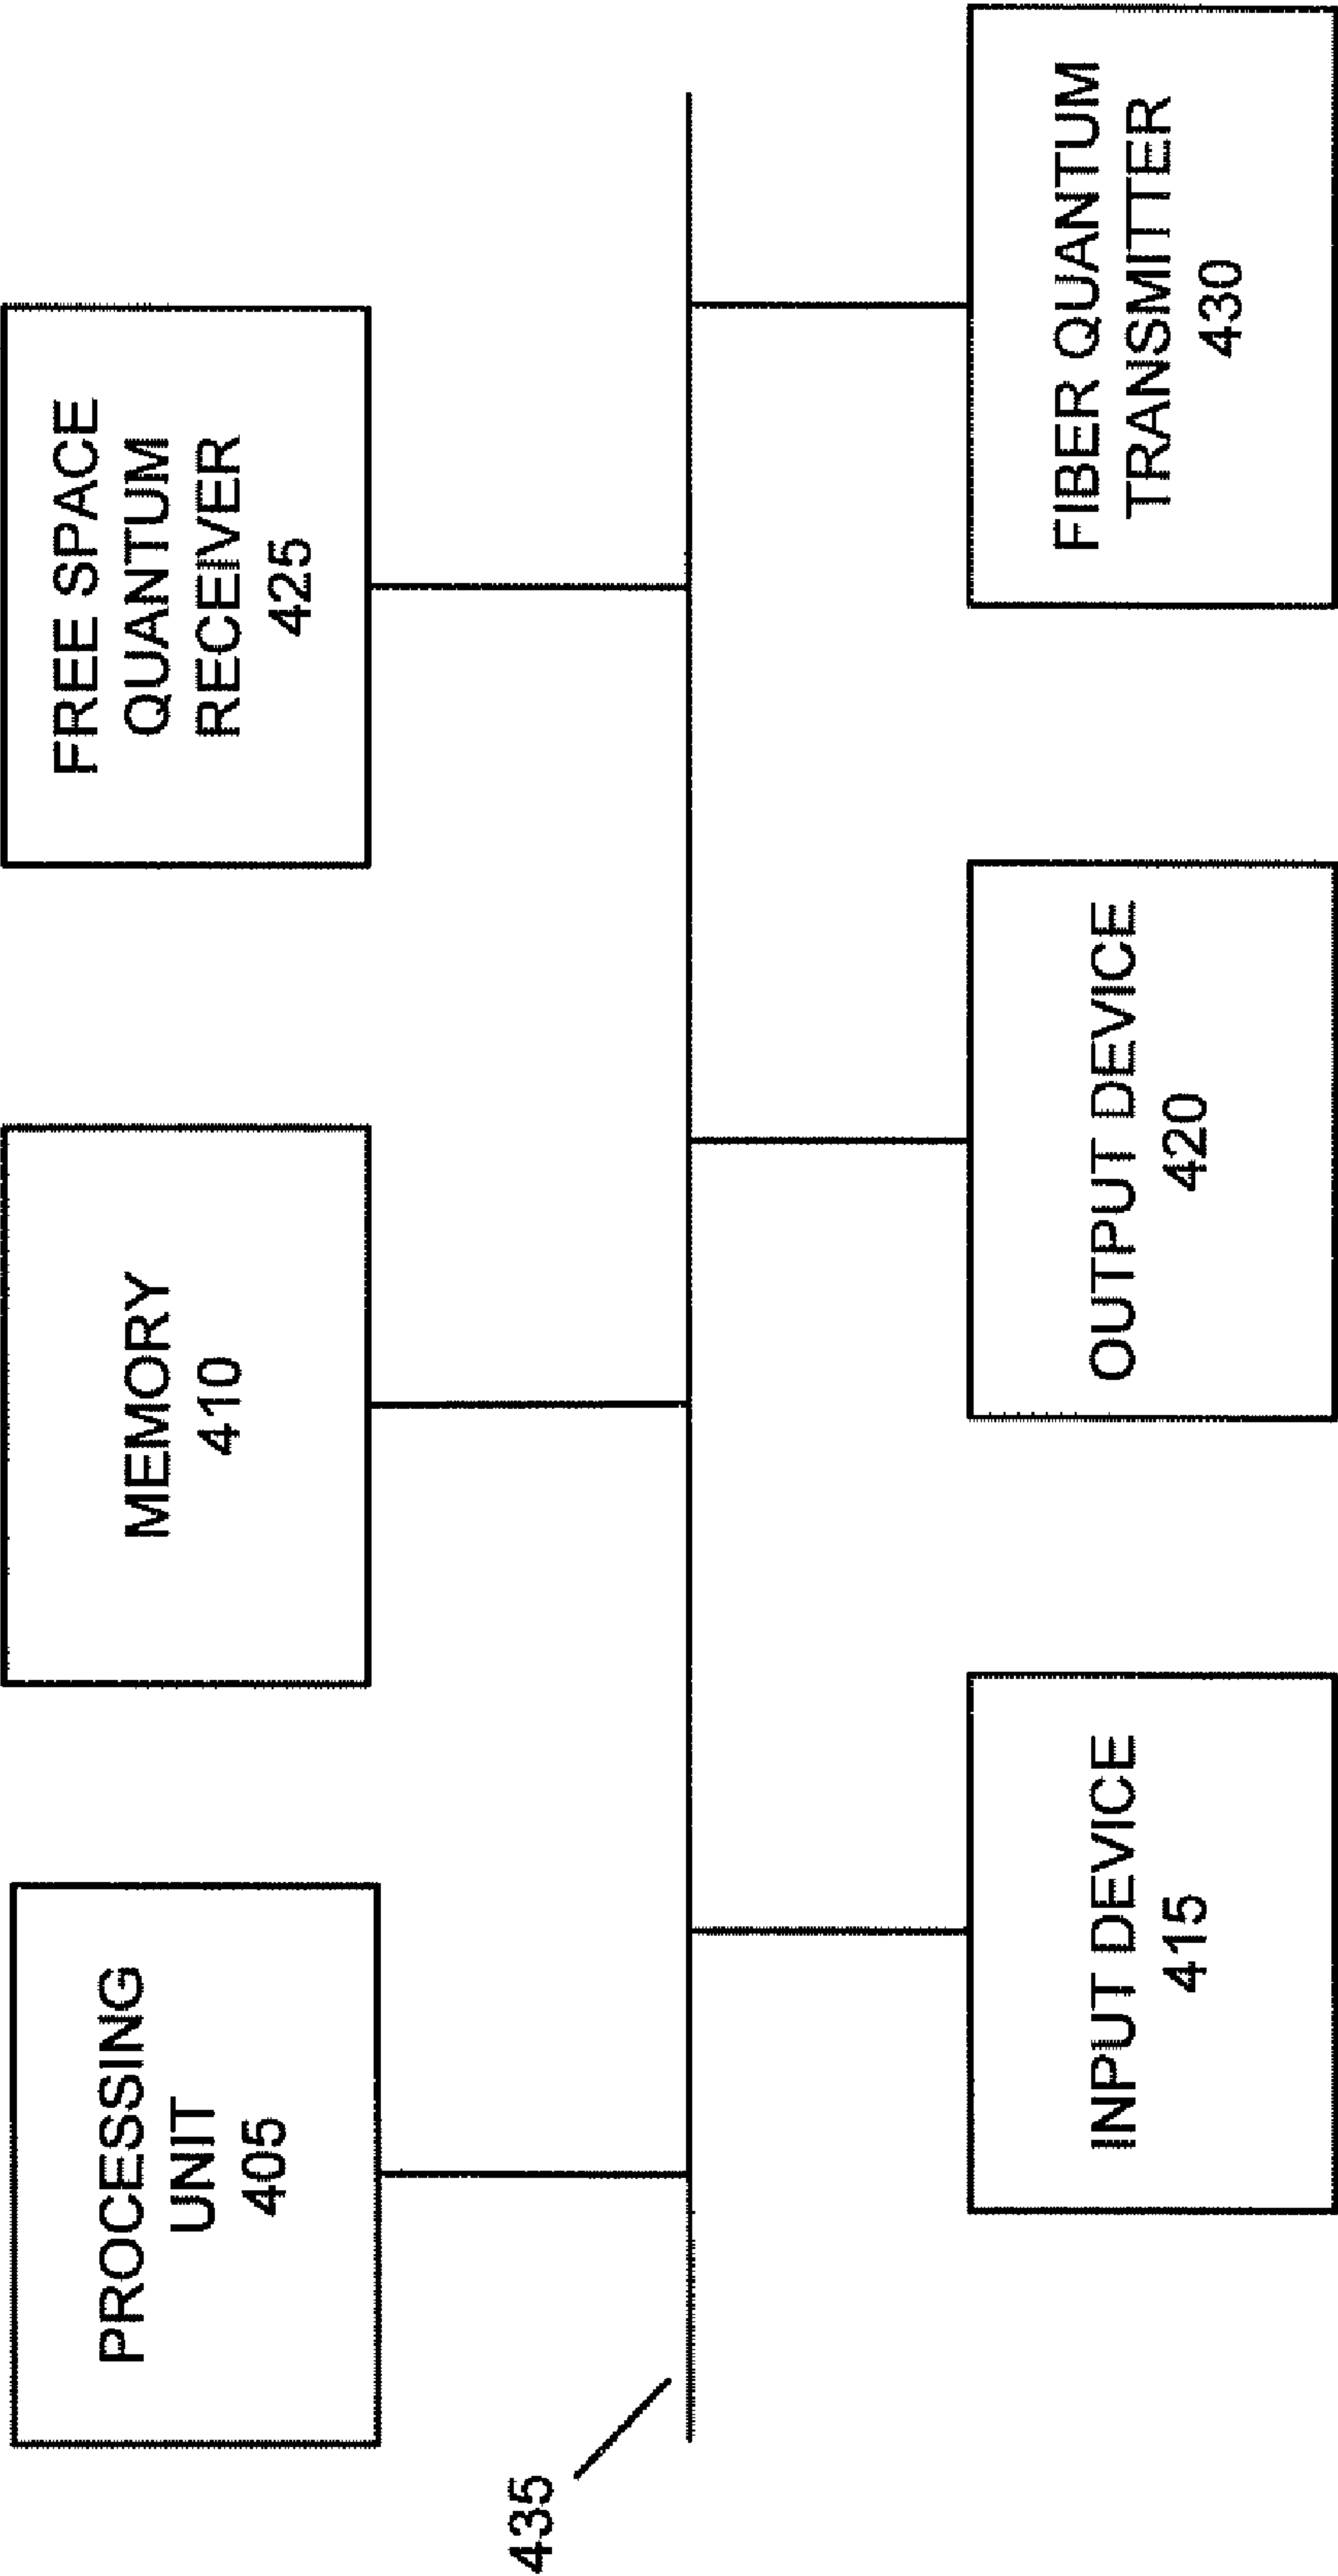 PROCESSING
UNIT
405
MEMORY
410
FREE SPACE
QUANTUM
RECEIVER
425
435
INPUT DEVICE
415
OUTPUT DEVICE
420
FIBER QUANTUM
TRANSMITTER
430